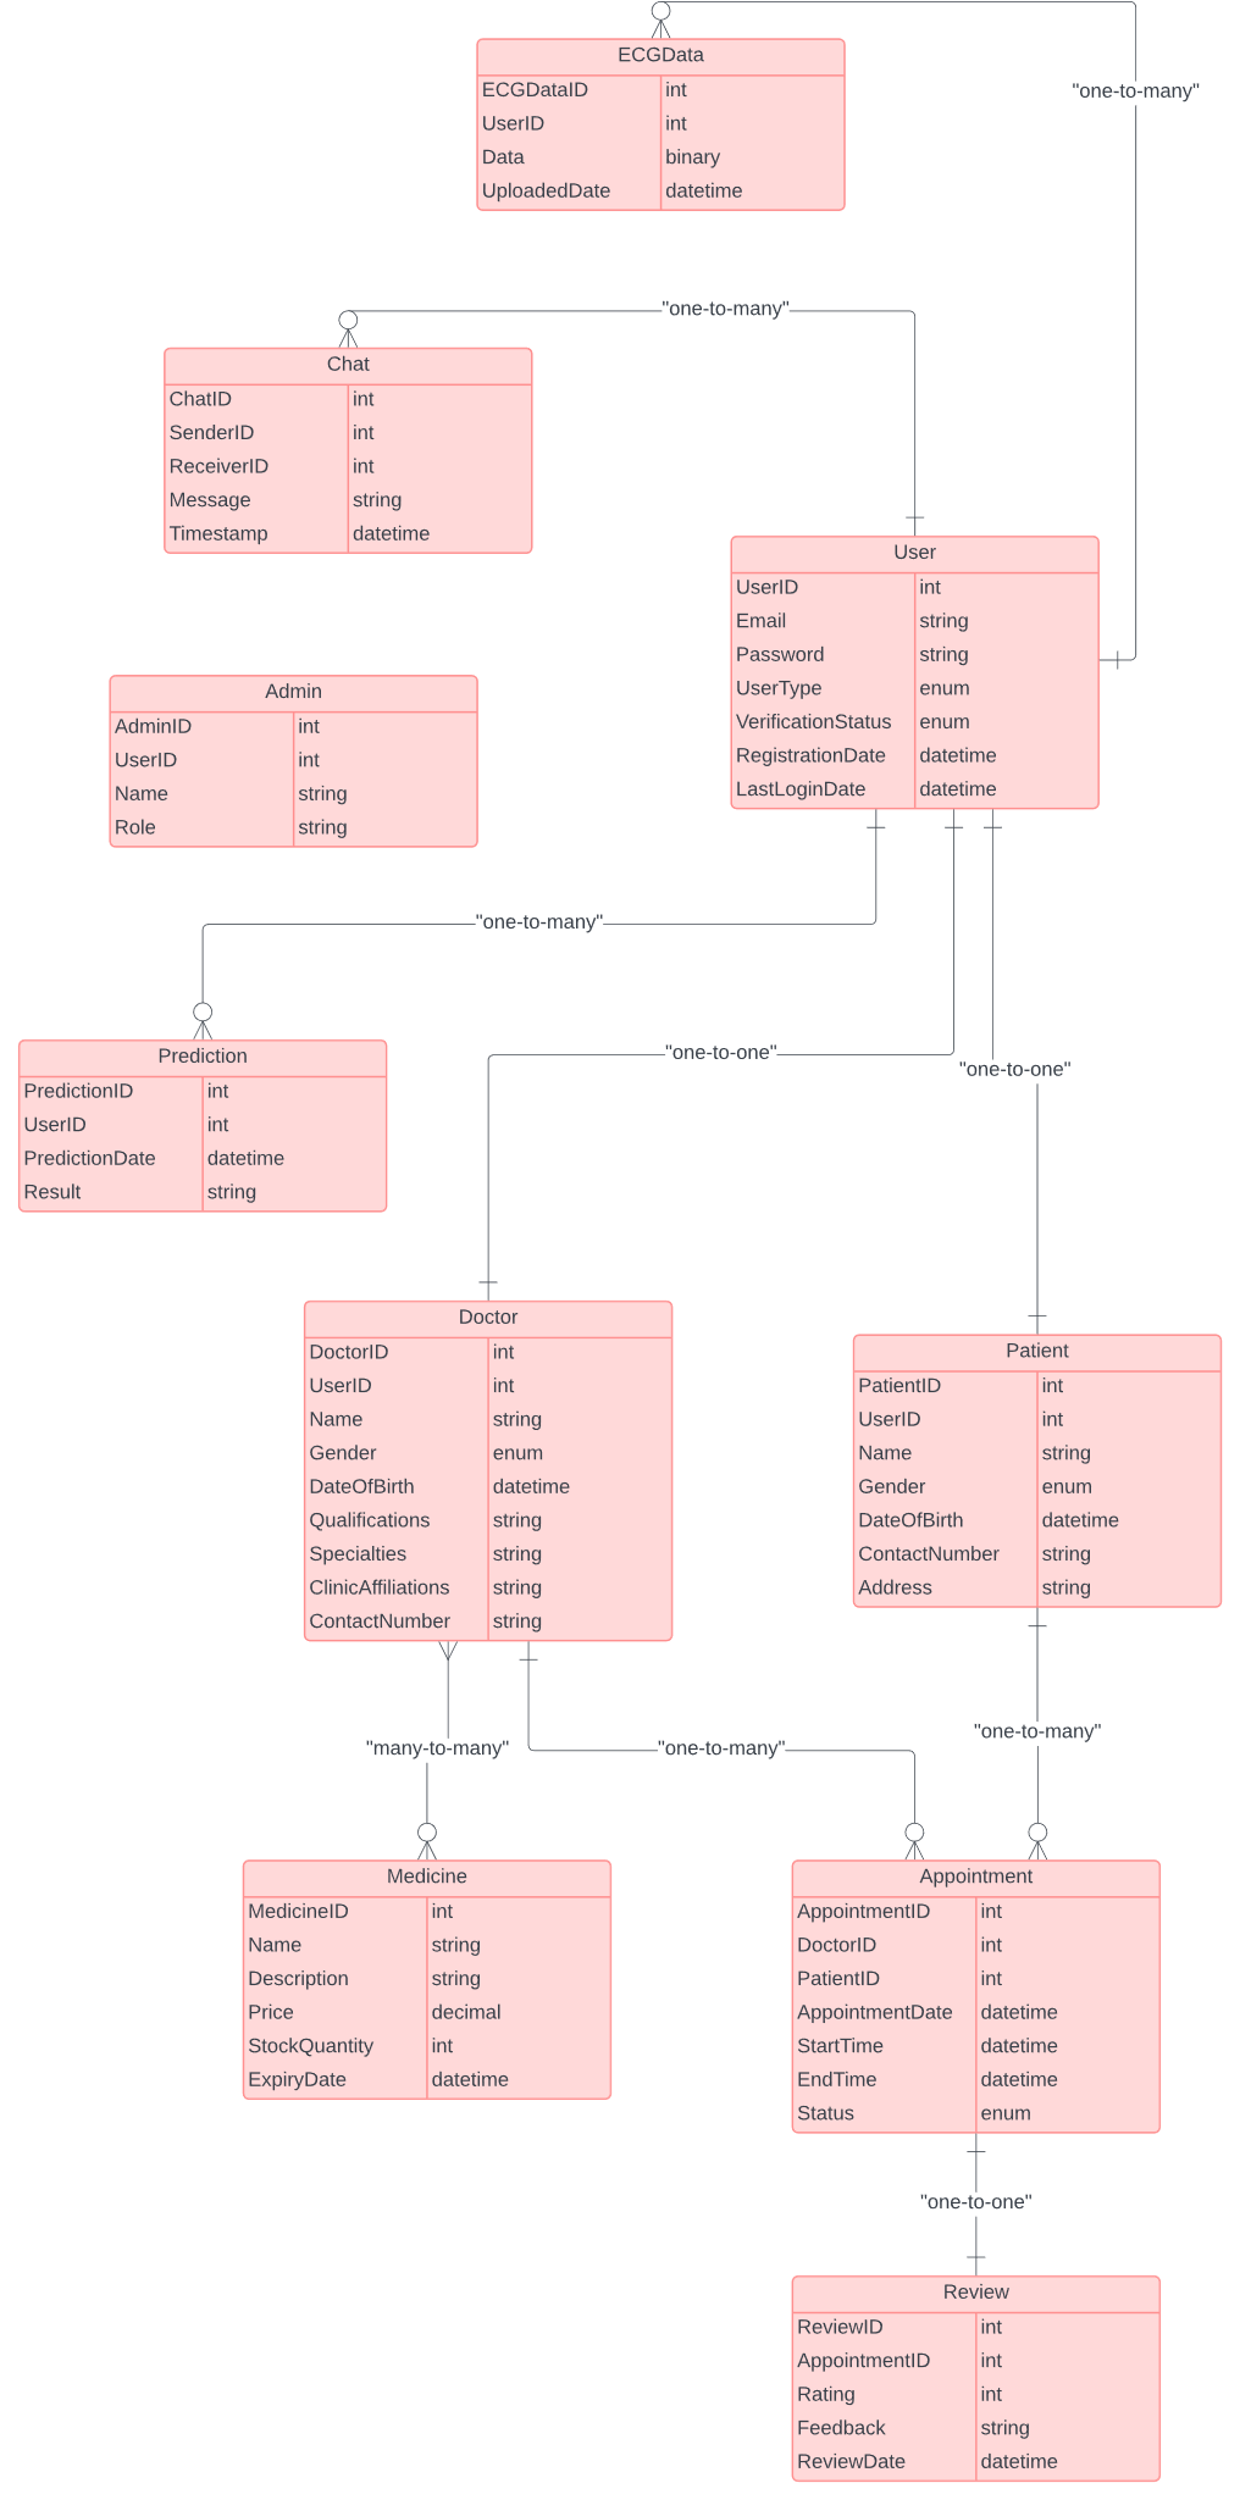 ECGData
ECGDataID int
UserID int
Data binary
UploadedDate datetime
"one-to-many"
"one-to-many"
Chat
ChatID int
SenderID int
ReceiverID int
Message string
Timestamp datetime
User
UserID int
Email string
Password string
UserType enum
VerificationStatus enum
RegistrationDate datetime
LastLoginDate datetime
Admin
AdminID int
UserID int
Name string
Role string
"one-to-many"
"one-to-one"
"one-to-one"
Prediction
PredictionID int
UserID int
PredictionDate datetime
Result string
Doctor
DoctorID int
UserID int
Name string
Gender enum
DateOfBirth datetime
Qualifications string
Specialties string
ClinicAffiliations string
ContactNumber string
Patient
PatientID int
UserID int
Name string
Gender enum
DateOfBirth datetime
ContactNumber string
Address string
"many-to-many"
"one-to-many"
"one-to-many"
Medicine
MedicineID int
Name string
Description string
Price decimal
StockQuantity int
ExpiryDate datetime
Appointment
AppointmentID int
DoctorID int
PatientID int
AppointmentDate datetime
StartTime datetime
EndTime datetime
Status enum
"one-to-one"
Review
ReviewID int
AppointmentID int
Rating int
Feedback string
ReviewDate datetime